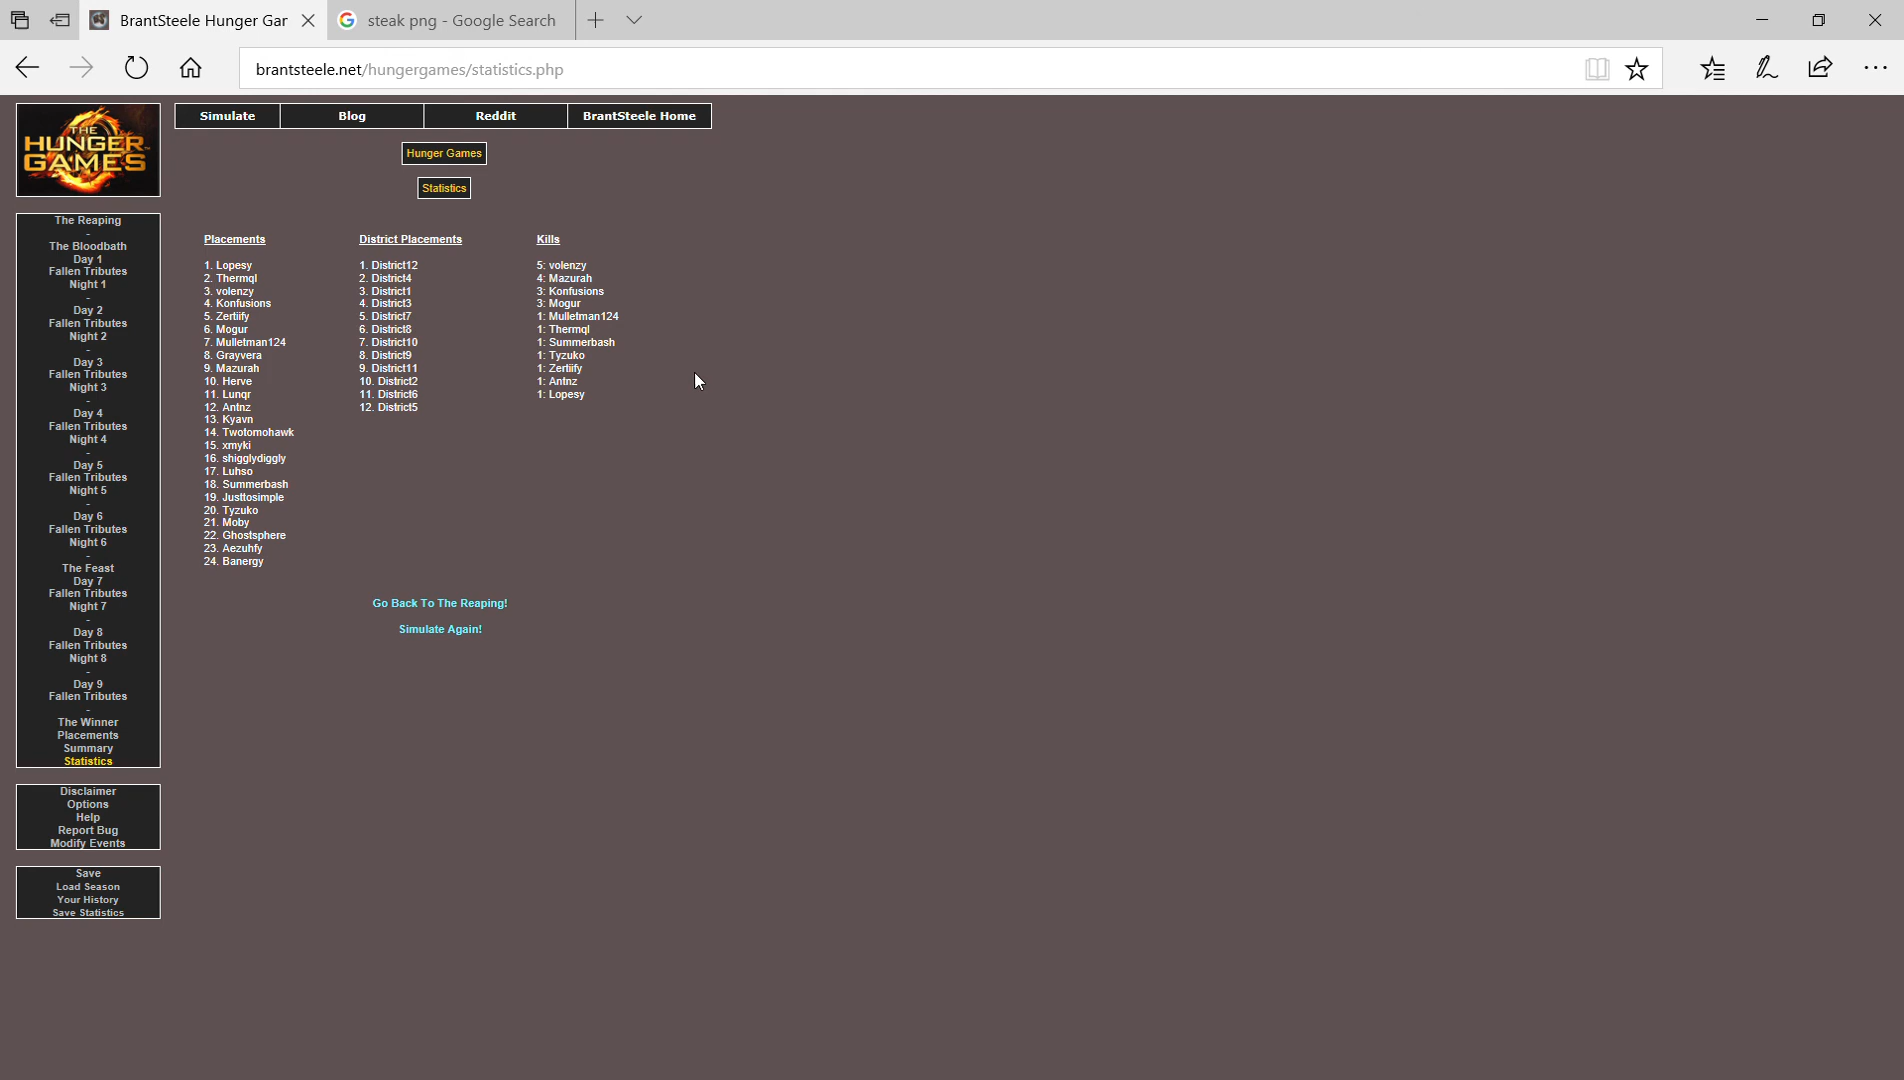 BrantSteele Hunger Gar
steak png - Google Search
brantsteele.net/hungergames/statistics.php
THE
HUNGER
GAMES
Simulate
Blog
Reddit
BrantSteele Home
Hunger Games
Statistics
The Reaping
-
The Bloodbath
Day 1
Fallen Tributes
Night 1
-
Day 2
Fallen Tributes
Night 2
-
Day 3
Fallen Tributes
Night 3
-
Day 4
Fallen Tributes
Night 4
-
Day 5
Fallen Tributes
Night 5
-
Day 6
Fallen Tributes
Night 6
-
The Feast
Day 7
Fallen Tributes
Night 7
-
Day 8
Fallen Tributes
Night 8
-
Day 9
Fallen Tributes
-
The Winner
Placements
Summary
Statistics
Disclaimer
Options
Help
Report Bug
Modify Events
Save
Load Season
Your History
Save Statistics
Placements
1. Lopesy
2. Thermql
3. volenzy
4. Konfusions
5. Zertiify
6. Mogur
7. Mulletman124
8. Grayvera
9. Mazurah
10. Herve
11. Lunqr
12. Antnz
13. Kyavn
14. Twotomohawk
15. xmyki
16. shigglydiggly
17. Luhso
18. Summerbash
19. Justtosimple
20. Tyzuko
21. Moby
22. Ghostsphere
23. Aezuhfy
24. Banergy
District Placements
1. District12
2. District4
3. District1
4. District3
5. District7
6. District8
7. District10
8. District9
9. District11
10. District2
11. District6
12. District5
Kills
5: volenzy
4: Mazurah
3: Konfusions
3: Mogur
1: Mulletman124
1: Thermql
1: Summerbash
1: Tyzuko
1: Zertiify
1: Antnz
1: Lopesy
Go Back To The Reaping!
Simulate Again!